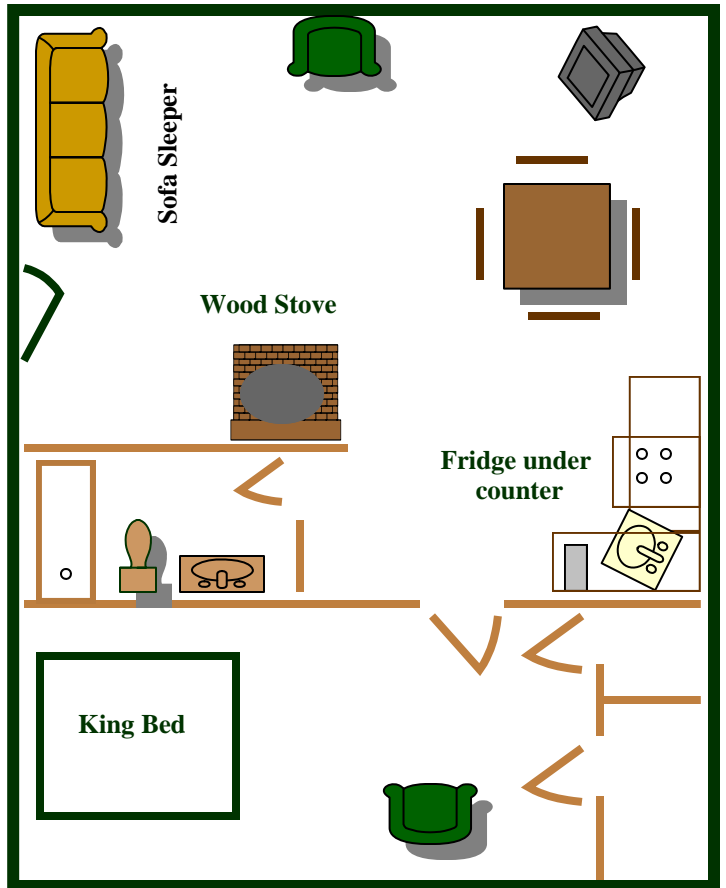 Sofa Sleeper
Wood Stove
Fridge under
counter
King Bed